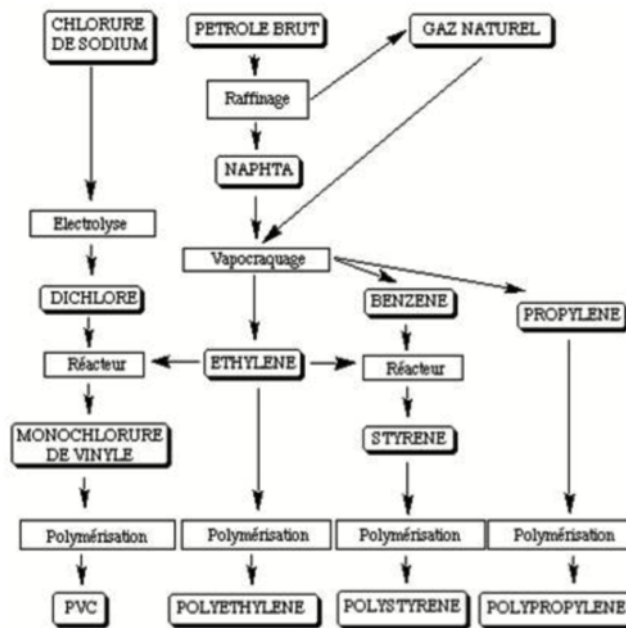 CHLORURE
DE SODIUM
PETROLE BRUT
GAZ NATUREL
Raffinage
NAPHTA
Electrolyse
Vapocraquage
DICHLORE
BENZENE
PROPYLENE
Réacteur
ETHYLENE
Réacteur
MONOCHLORURE
DE VINYLE
STYRENE
Polymérisation
Polymérisation
Polymérisation
Polymérisation
PVC
POLYETHYLENE
POLYSTYRENE
POLYPROPYLENE